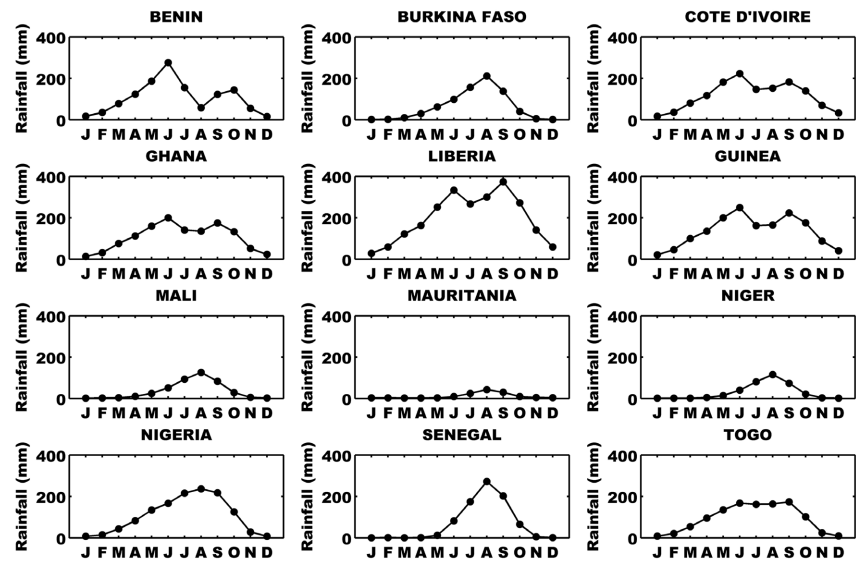 BENIN
BURKINA FASO
COTE D'IVOIRE
Rainfall (mm)
400
200
0
J F M A M J J A S O N D
Rainfall (mm)
400
200
0
J F M A M J J A S O N D
Rainfall (mm)
400
200
0
J F M A M J J A S O N D
GHANA
LIBERIA
GUINEA
Rainfall (mm)
400
200
0
J F M A M J J A S O N D
Rainfall (mm)
400
200
0
J F M A M J J A S O N D
Rainfall (mm)
400
200
0
J F M A M J J A S O N D
MALI
MAURITANIA
NIGER
Rainfall (mm)
400
200
0
J F M A M J J A S O N D
Rainfall (mm)
400
200
0
J F M A M J J A S O N D
Rainfall (mm)
400
200
0
J F M A M J J A S O N D
NIGERIA
SENEGAL
TOGO
Rainfall (mm)
400
200
0
J F M A M J J A S O N D
Rainfall (mm)
400
200
0
J F M A M J J A S O N D
Rainfall (mm)
400
200
0
J F M A M J J A S O N D